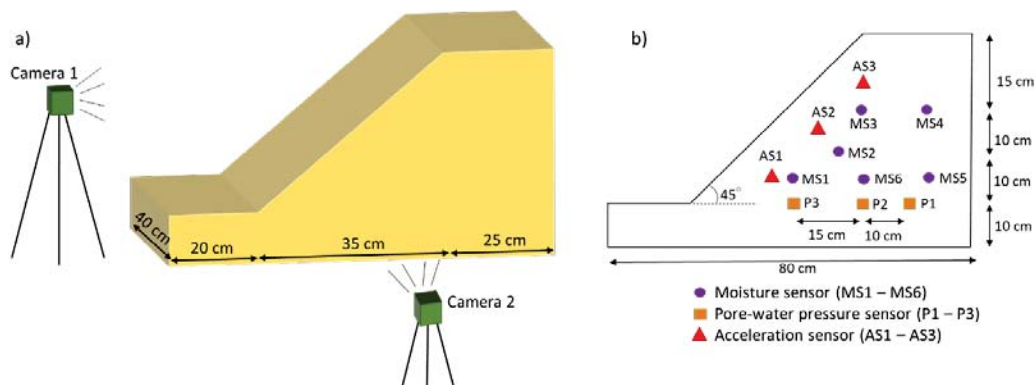 a)
Camera 1
40 cm
20 cm
35 cm
25 cm
Camera 2
b)
AS3
15 cm
AS2
MS3
MS4
10 cm
MS2
AS1
MS1
MS6
MS5
10 cm
45°
P3
P2
P1
10 cm
15 cm
10 cm
80 cm
Moisture sensor (MS1 – MS6)
Pore-water pressure sensor (P1 – P3)
Acceleration sensor (AS1 – AS3)